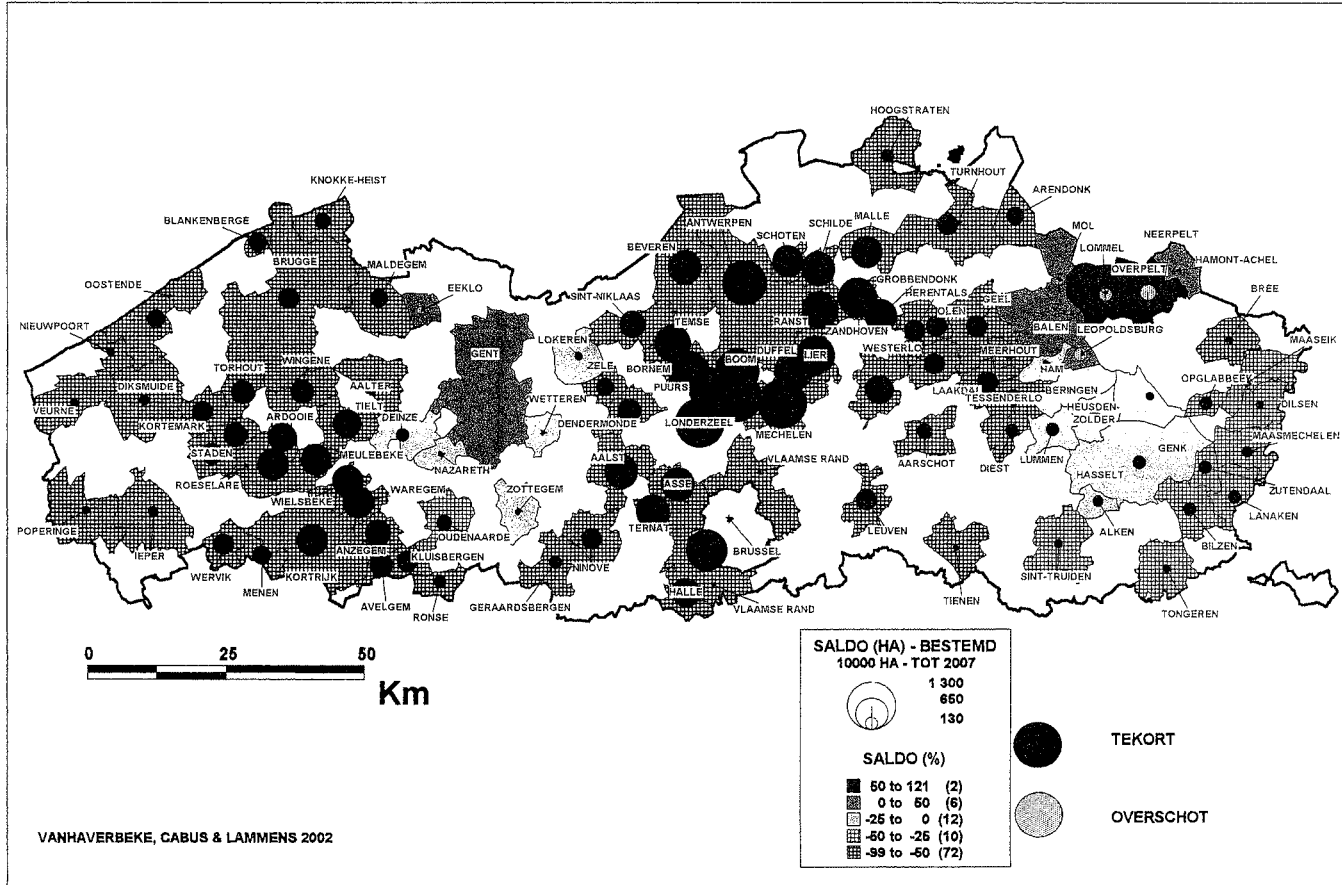 HOOGSTRATEN
TURNHOUT
ARENDONK
KNOKKE-HEIST
BLANKENBERGE
BRUGGE
MALDEGEM
EEKLO
OOSTENDE
NIEUWPOORT
ANTWERPEN
BEVEREN
SCHOTEN
SCHILDE
MALLE
MOL
LOMMEL
NEERPELT
OVERPELT
HAMONT-ACHEL
BREE
GROBBENDONK
HERENTALS
SINT-NIKLAAS
TEMSE
RANST
ZANDHOVEN
OLEN
GEEL
BALEN
LEOPOLDSBURG
MAASEIK
GENT
LOKEREN
ZELE
BORNEM
PUURS
BOOM
DUFFEL
LIER
WESTERLO
MEERHOUT
HAM
LAAKDAL
TESSENDERLO
BERINGEN
OPGLABBEEK
DILSEN
TORHOUT
WINGENE
AALTER
DIKSMUIDE
VEURNE
KORTEMARK
ARDOOIE
TIELT
DEINZE
WETTEREN
DENDERMONDE
LONDERZEEL
MECHELEN
HEUSDEN-
ZOLDER
MAASMECHELEN
STADEN
MEULEBEKE
NAZARETH
AALST
VLAAMSE RAND
AARSCHOT
DIEST
LUMMEN
GENK
HASSELT
ROESELARE
WIELSBEKE
WAREGEM
ZOTTEGEM
ASSE
ZUTENDAAL
LANAKEN
POPERINGE
IEPER
OUDENAARDE
TERNAT
BRUSSEL
LEUVEN
ALKEN
BILZEN
WERVIK
MENEN
KORTRIJK
ANZEGEM
KLUISBERGEN
AVELGEM
RONSE
NINOVE
GERAARDSBERGEN
HALLE
VLAAMSE RAND
TIENEN
SINT-TRUIDEN
TONGEREN
0 25 50
Km
SALDO (HA) - BESTEMD
10000 HA - TOT 2007
1 300
650
130
SALDO (%)
50 to 121 (2)
0 to 50 (6)
-25 to 0 (12)
-50 to -25 (10)
-99 to -50 (72)
TEKORT
OVERSCHOT
VANHAVERBEKE, CABUS & LAMMENS 2002